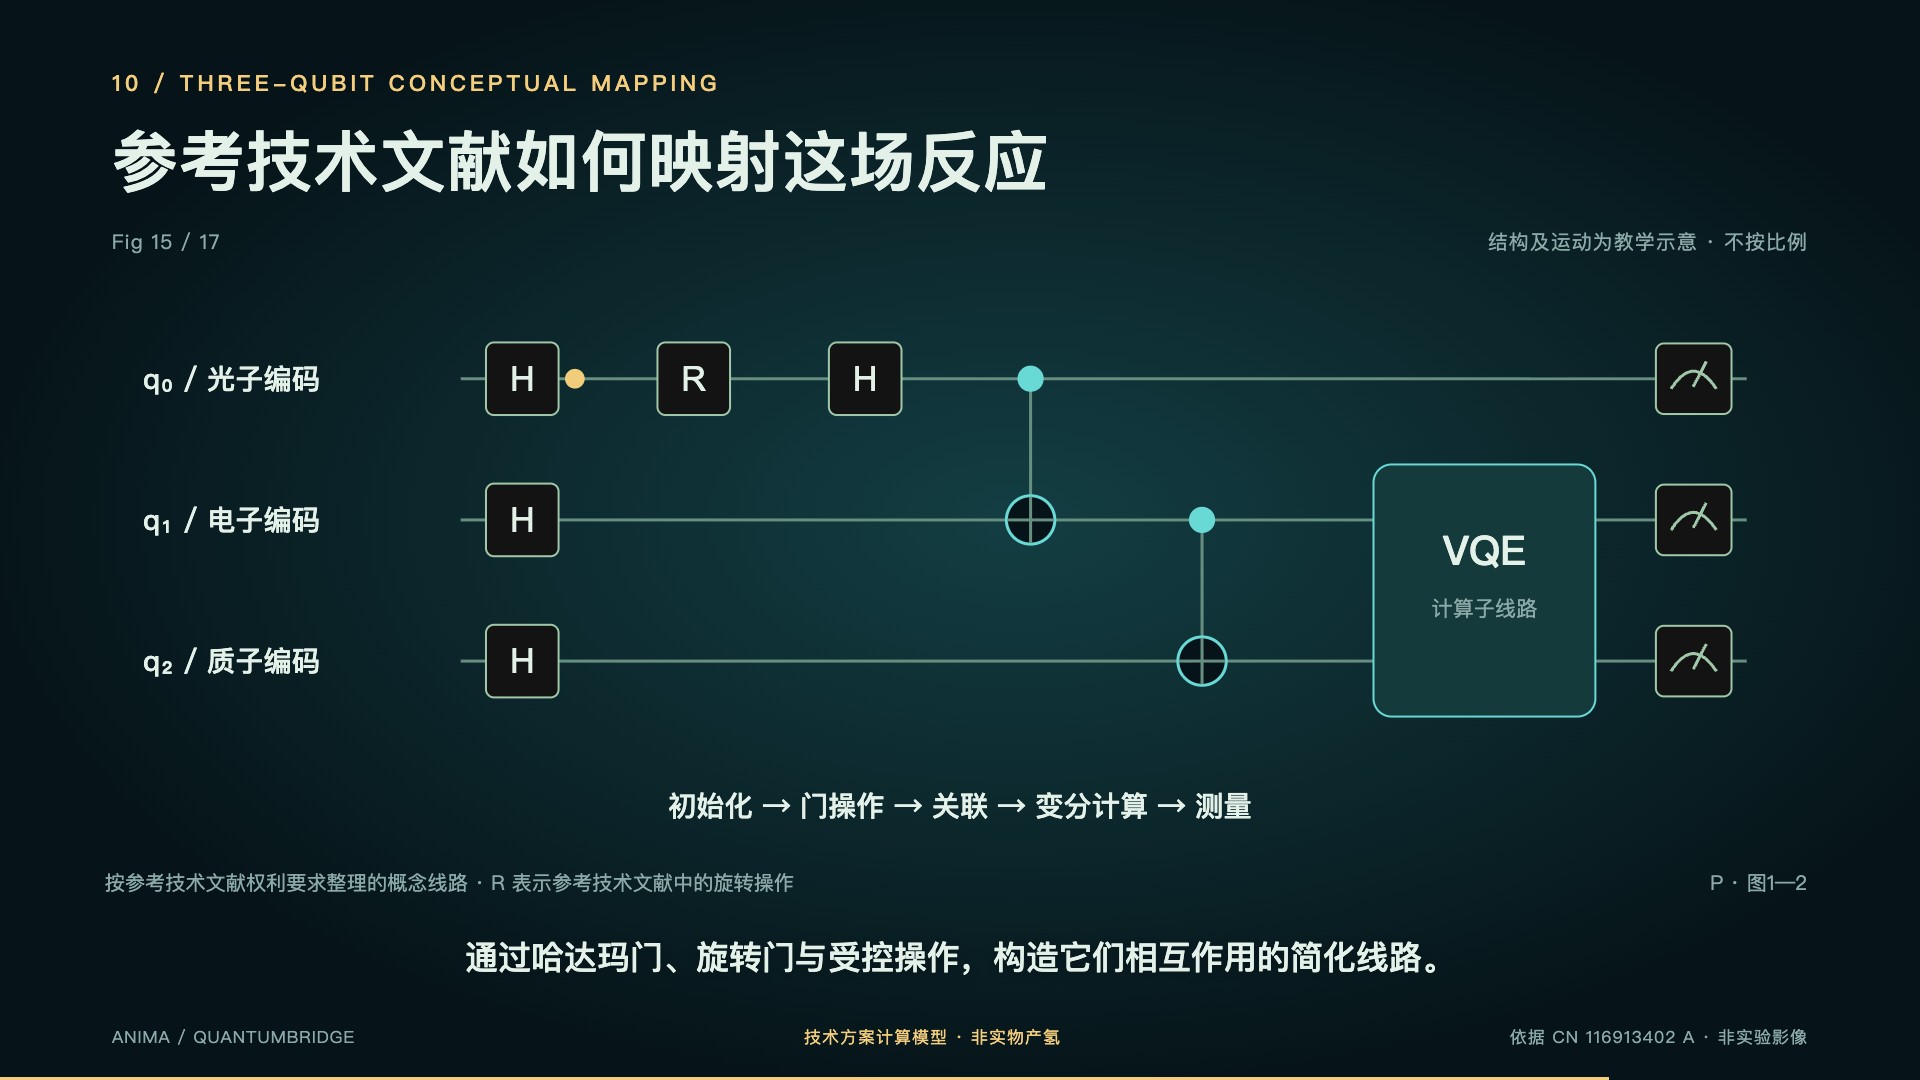 10 / THREE–QUBIT CONCEPTUAL MAPPING
参考技术文献如何映射这场反应
Fig 15 / 17
结构及运动为教学示意 · 不按比例
q₀ / 光子编码
H
R
H
q₁ / 电子编码
H
VQE
计算子线路
q₂ / 质子编码
H
初始化 → 门操作 → 关联 → 变分计算 → 测量
按参考技术文献权利要求整理的概念线路 · R 表示参考技术文献中的旋转操作
P · 图1—2
通过哈达玛门、旋转门与受控操作，构造它们相互作用的简化线路。
ANIMA / QUANTUMBRIDGE
技术方案计算模型 · 非实物产氢
依据 CN 116913402 A · 非实验影像